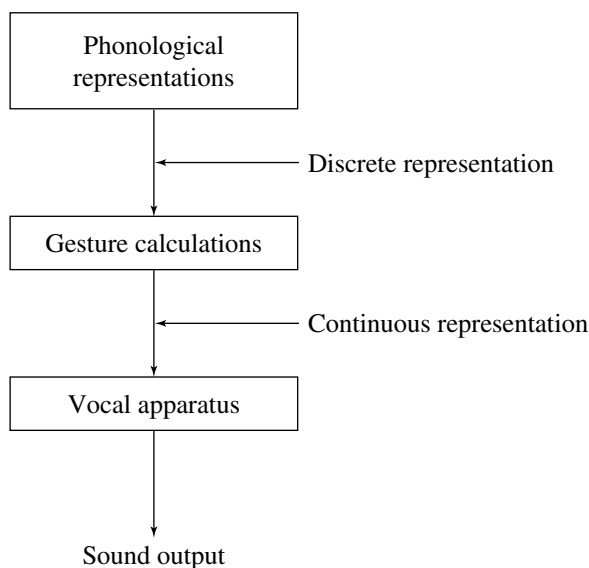 Phonological
representations
Discrete representation
Gesture calculations
Continuous representation
Vocal apparatus
Sound output